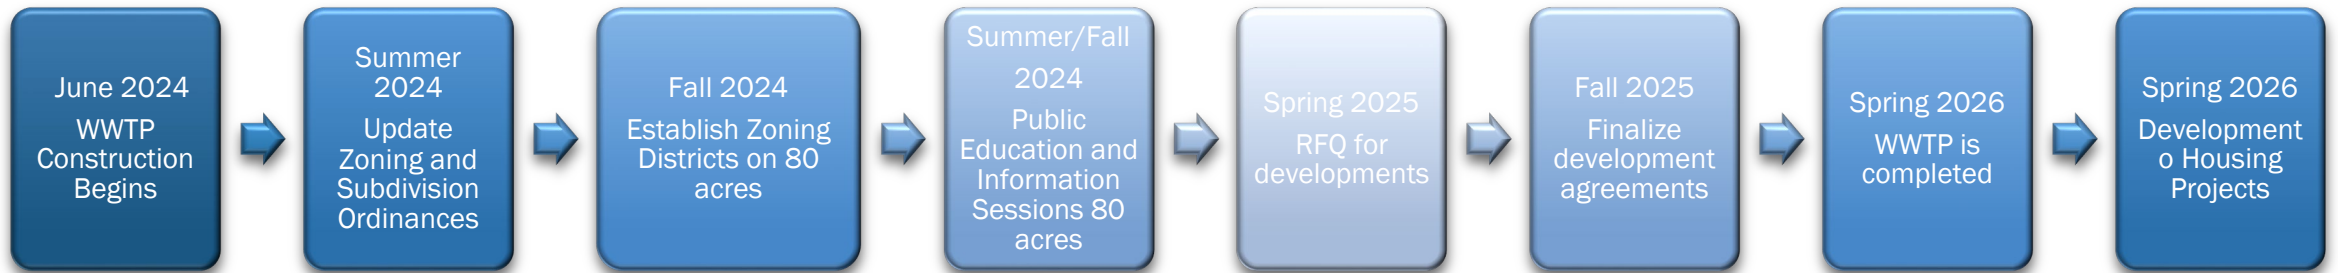 June 2024
WWTP
Construction
Begins
Summer
2024
Update
Zoning and
Subdivision
Ordinances
Fall 2024
Establish Zoning
Districts on 80
acres
Summer/Fall
2024
Public
Education and
Information
Sessions 80
acres
Spring 2025
RFQ for
developments
Fall 2025
Finalize
development
agreements
Spring 2026
WWTP is
completed
Spring 2026
Development
o Housing
Projects